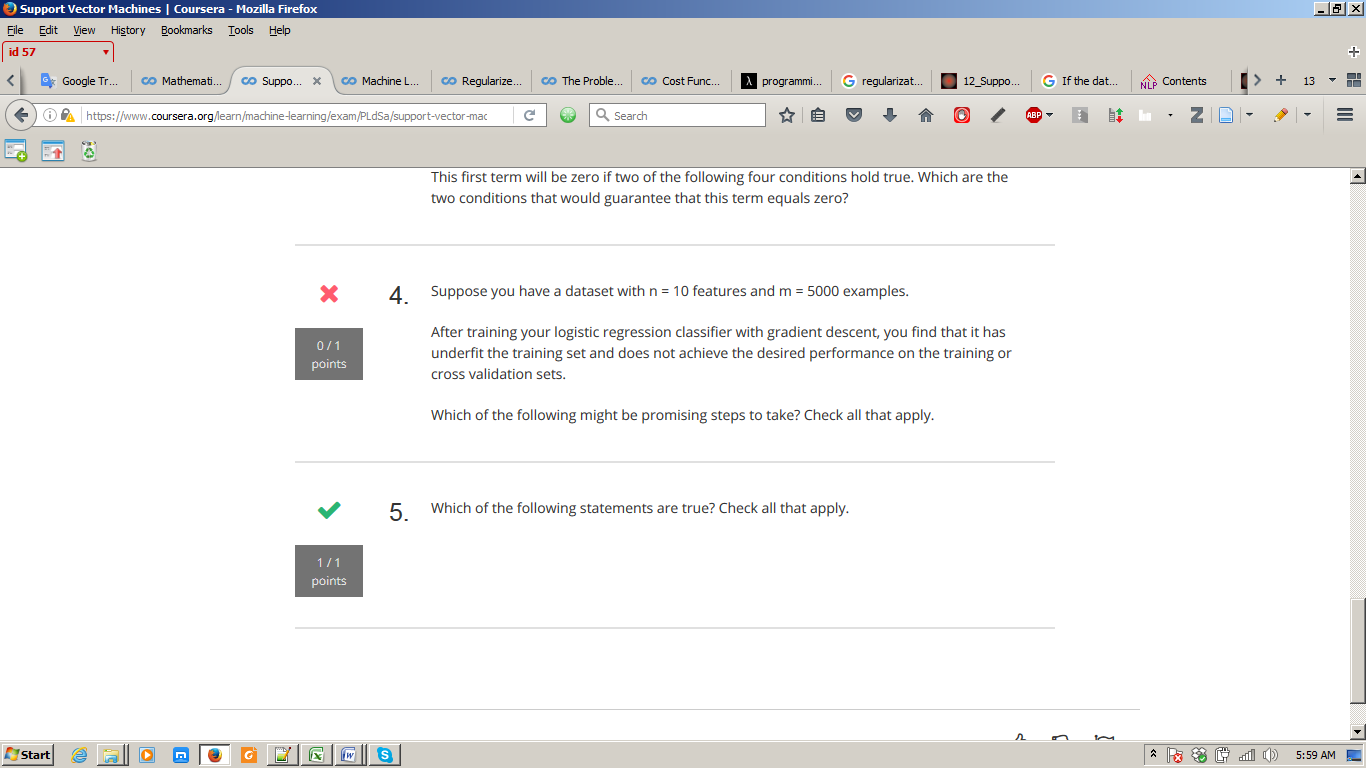 Support Vector Machines | Coursera - Mozilla Firefox
File Edit View History Bookmarks Tools Help
id 57
Google Tr... Mathemati... Suppo... Machine L... Regularize... The Proble... Cost Func... programmi... regularizat... 12_Suppo... If the dat... Contents 13
https://www.coursera.org/learn/machine-learning/exam/PLdSa/support-vector-mac Search ABP
This first term will be zero if two of the following four conditions hold true. Which are the
two conditions that would guarantee that this term equals zero?
4. Suppose you have a dataset with n = 10 features and m = 5000 examples.
0 / 1
points
After training your logistic regression classifier with gradient descent, you find that it has
underfit the training set and does not achieve the desired performance on the training or
cross validation sets.
Which of the following might be promising steps to take? Check all that apply.
5. Which of the following statements are true? Check all that apply.
1 / 1
points
Start 5:59 AM